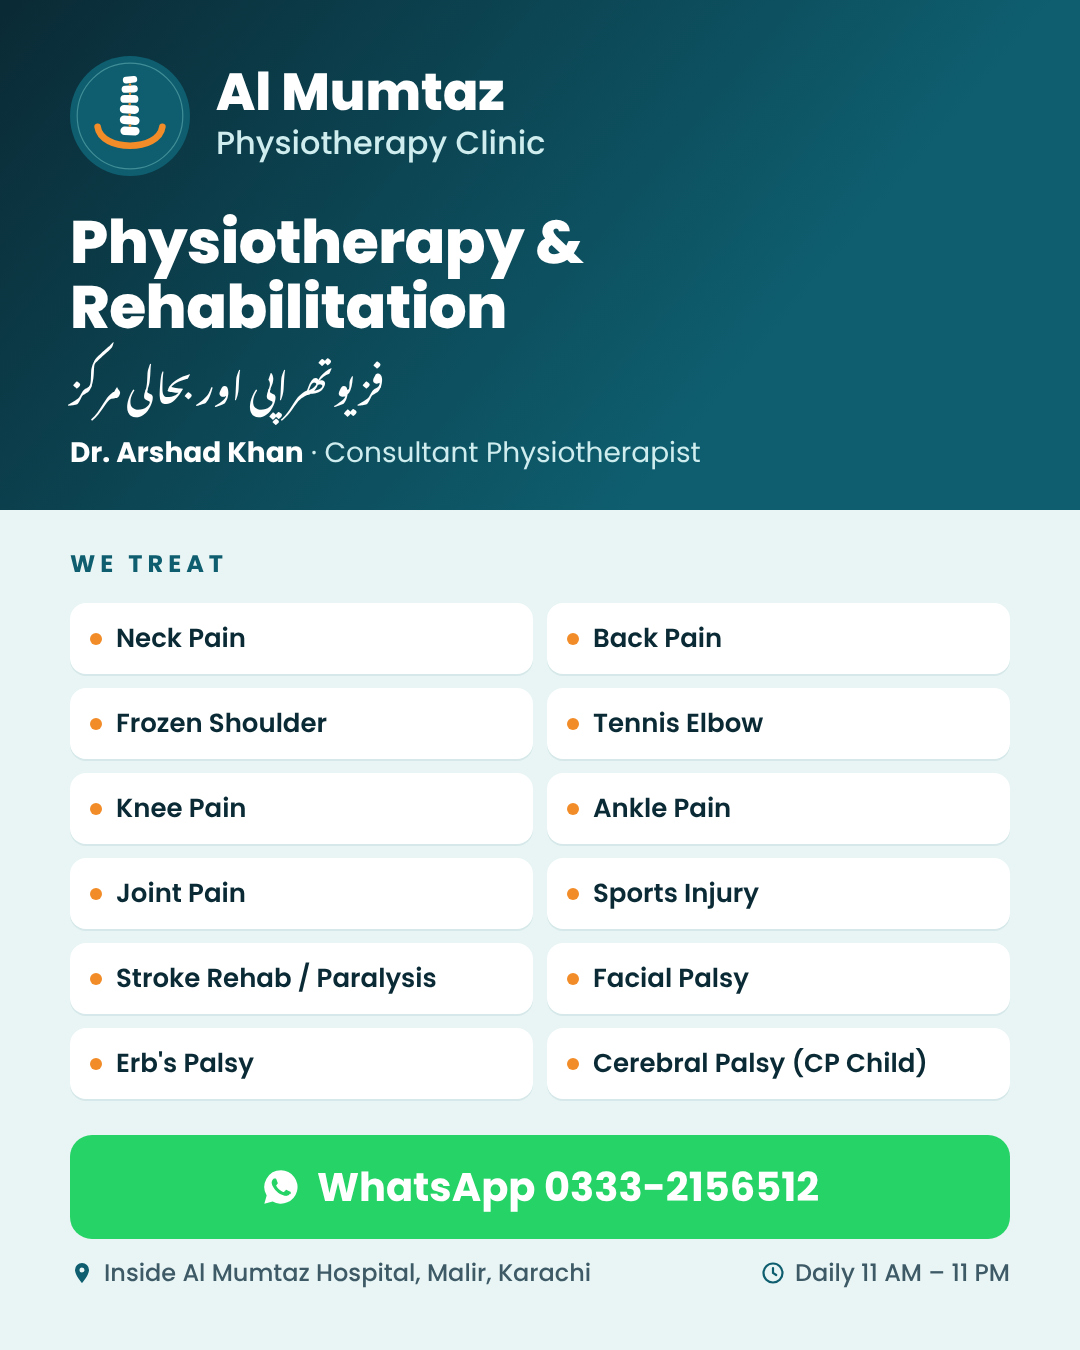 Al Mumtaz
Physiotherapy Clinic
Physiotherapy &
Rehabilitation
فزیوتھراپی اور بحالی مرکز
Dr. Arshad Khan · Consultant Physiotherapist
WE TREAT
Neck Pain
Back Pain
Frozen Shoulder
Tennis Elbow
Knee Pain
Ankle Pain
Joint Pain
Sports Injury
Stroke Rehab / Paralysis
Facial Palsy
Erb's Palsy
Cerebral Palsy (CP Child)
WhatsApp 0333-2156512
Inside Al Mumtaz Hospital, Malir, Karachi
Daily 11 AM – 11 PM